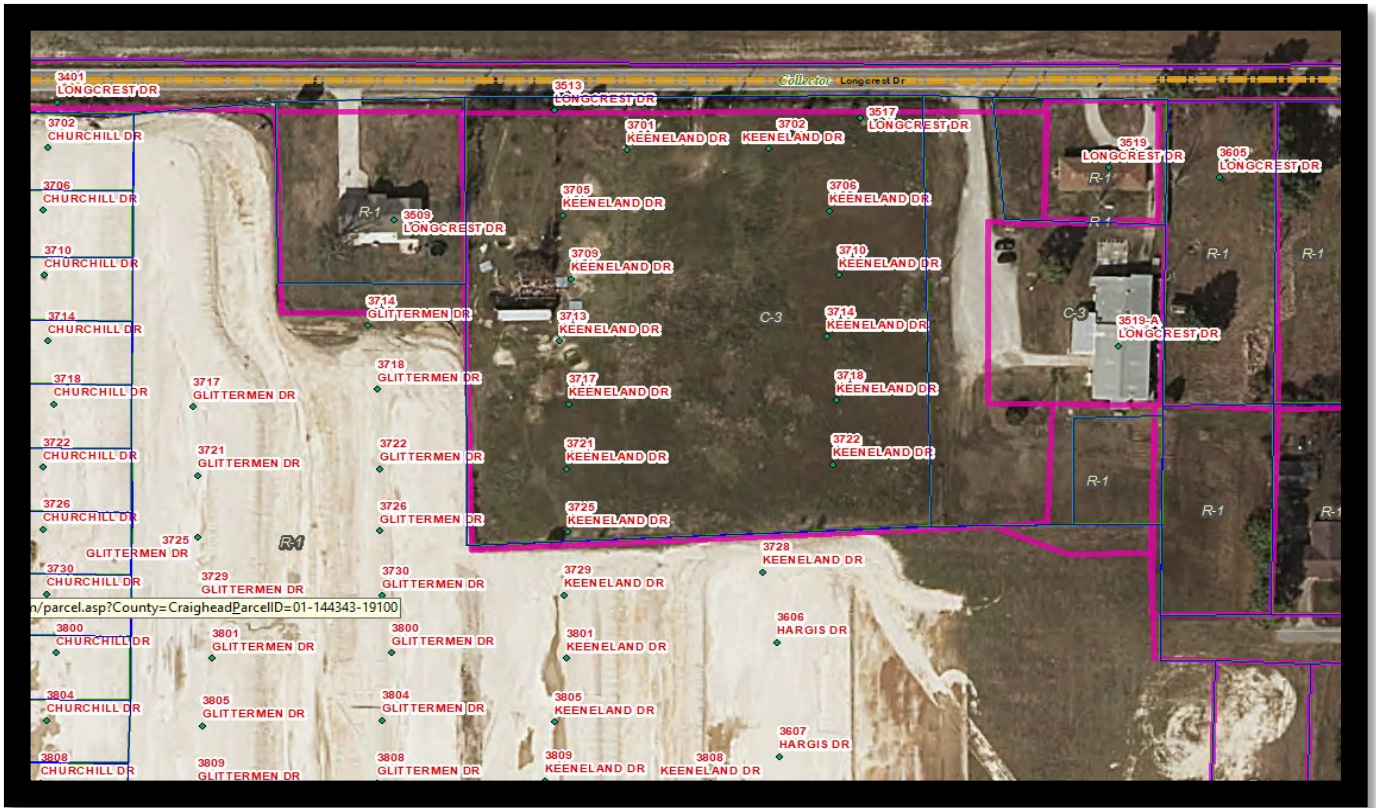 Collector Longcrest Dr
3401
LONGCREST DR
3513
LONGCREST DR
3517
LONGCREST DR
3702
CHURCHILL DR
3701
KEENELAND DR
3702
KEENELAND DR
3519
LONGCREST DR
R-1
3605
LONGCREST DR
3706
CHURCHILL DR
R-1
3509
LONGCREST DR
3705
KEENELAND DR
3706
KEENELAND DR
R-1
R-1
R-1
3710
CHURCHILL DR
3709
KEENELAND DR
3710
KEENELAND DR
3714
CHURCHILL DR
3714
GLITTERMEN DR
3713
KEENELAND DR
C-3
3714
KEENELAND DR
C-3
3519-A
LONGCREST DR
3718
CHURCHILL DR
3717
GLITTERMEN DR
3718
GLITTERMEN DR
3717
KEENELAND DR
3718
KEENELAND DR
3722
CHURCHILL DR
3721
GLITTERMEN DR
3722
GLITTERMEN DR
3721
KEENELAND DR
3722
KEENELAND DR
R-1
3726
CHURCHILL DR
3725
GLITTERMEN DR
R-1
3726
GLITTERMEN DR
3725
KEENELAND DR
R-1
R-1
3730
CHURCHILL DR
3729
GLITTERMEN DR
3730
GLITTERMEN DR
3729
KEENELAND DR
3728
KEENELAND DR
n/parcel.asp?County=CraigheadParcelID=01-144343-19100
3800
CHURCHILL DR
3801
GLITTERMEN DR
3800
GLITTERMEN DR
3801
KEENELAND DR
3606
HARGIS DR
3804
CHURCHILL DR
3805
GLITTERMEN DR
3804
GLITTERMEN DR
3805
KEENELAND DR
3607
HARGIS DR
3808
CHURCHILL DR
3809
GLITTERMEN DR
3808
GLITTERMEN DR
3809
KEENELAND DR
3808
KEENELAND DR